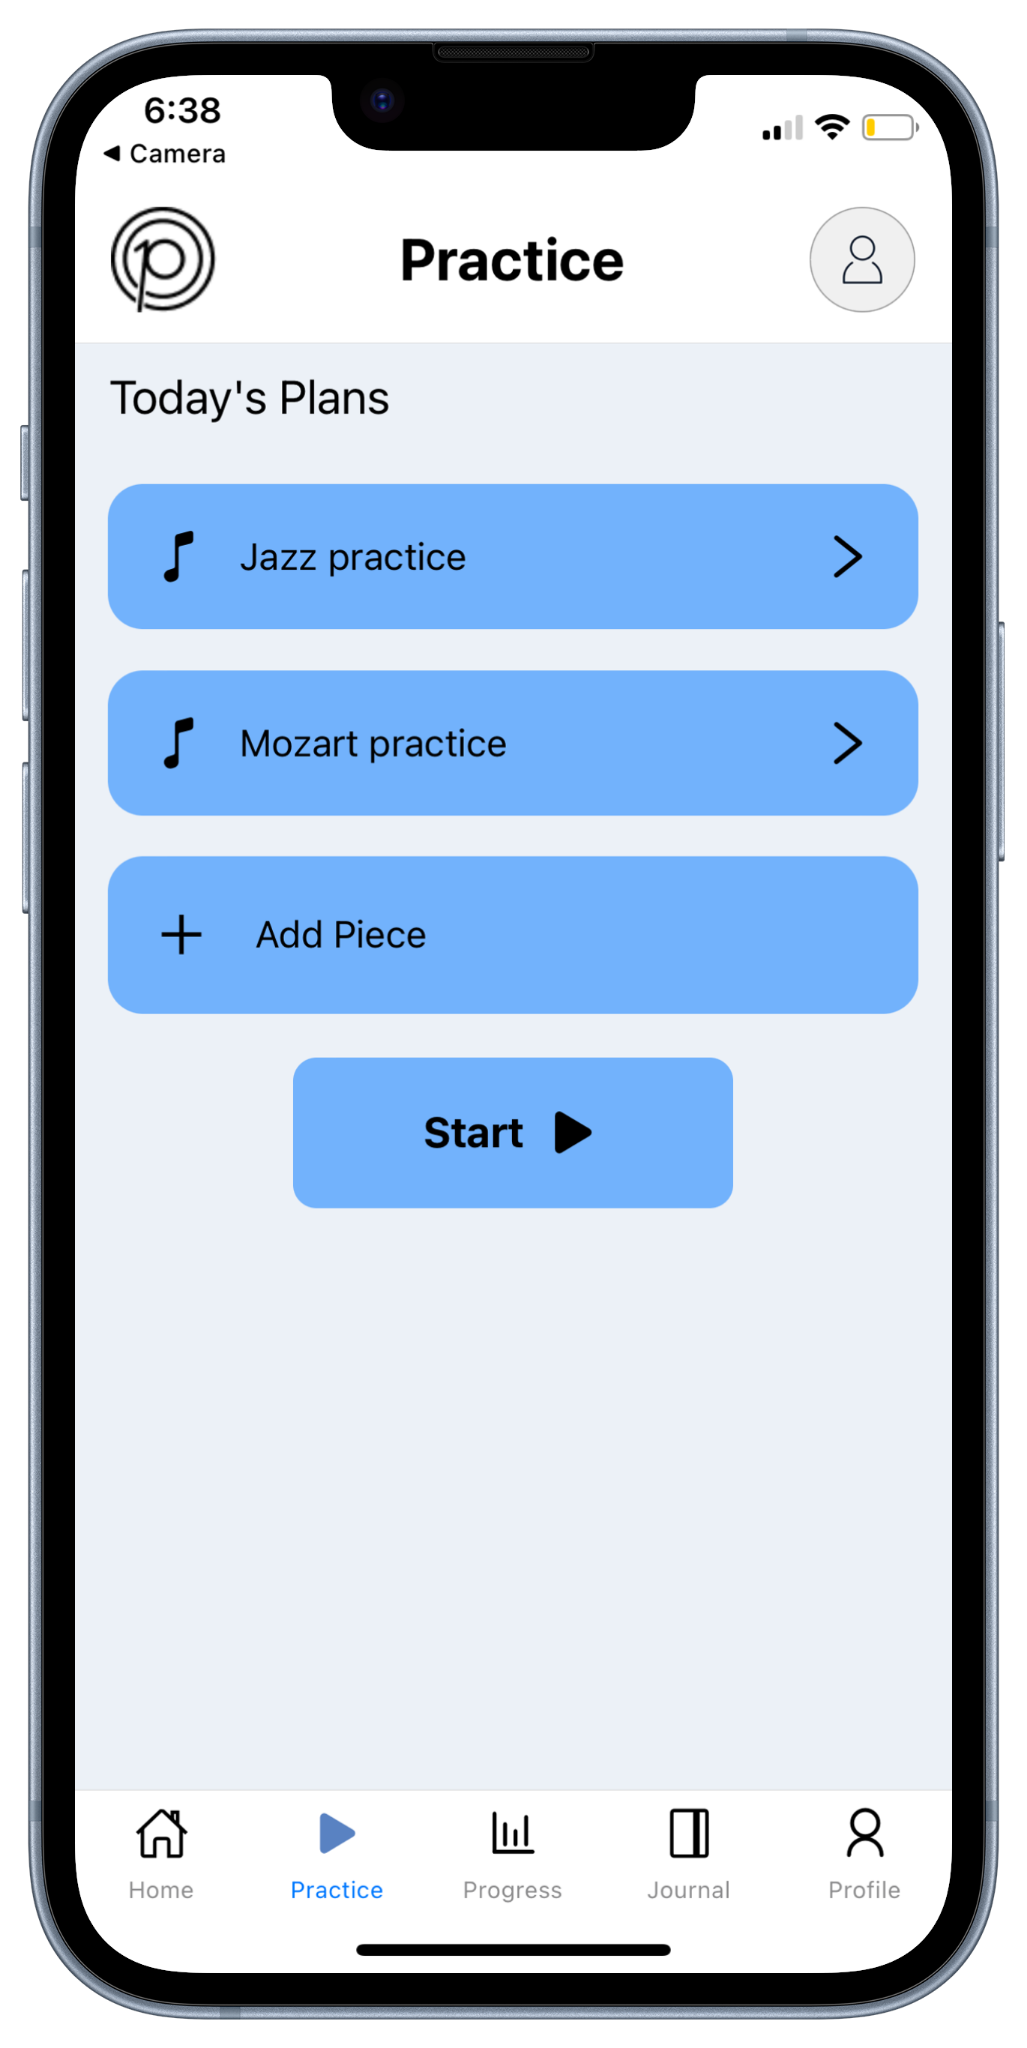 6:38
Camera
Practice
Today's Plans
Jazz practice
Mozart practice
Add Piece
Start
Home
Practice
Progress
Journal
Profile